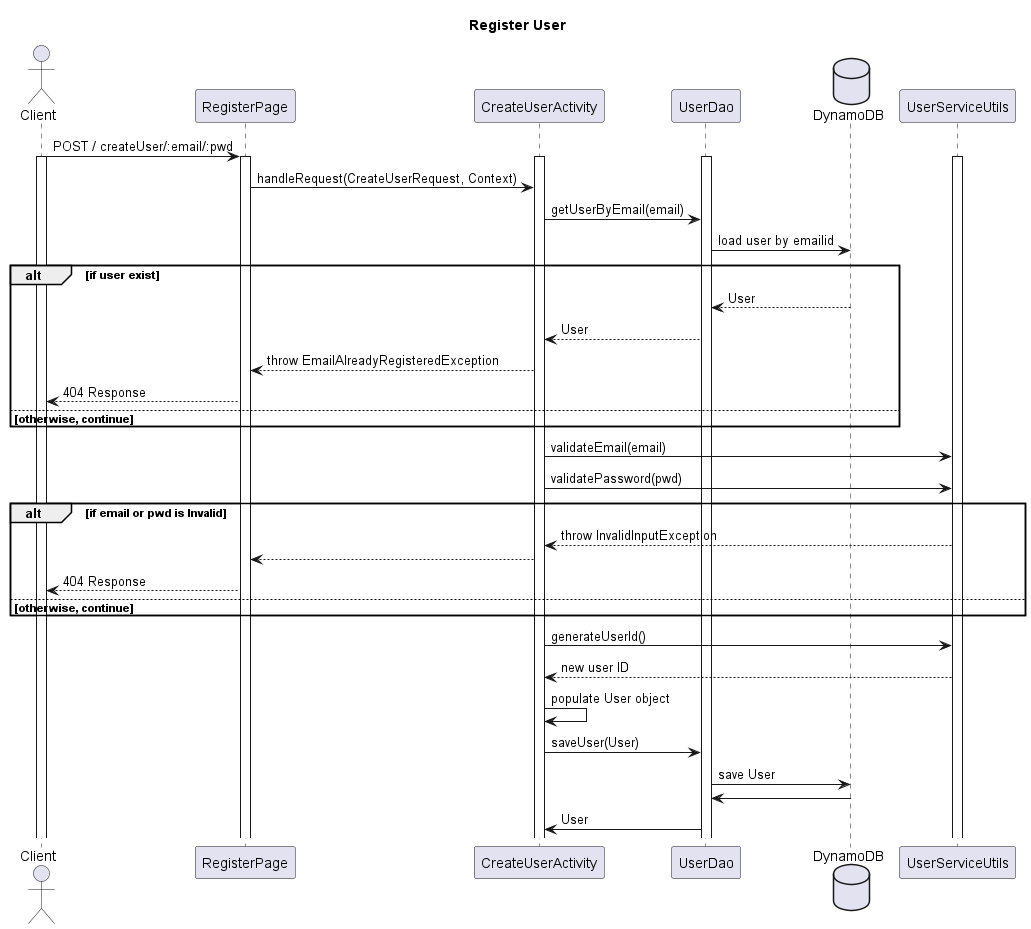 Register User
Client
RegisterPage
CreateUserActivity
UserDao
DynamoDB
UserServiceUtils
POST / createUser/:email/:pwd
handleRequest(CreateUserRequest, Context)
getUserByEmail(email)
load user by emailid
alt [if user exist]
User
User
throw EmailAlreadyRegisteredException
404 Response
[otherwise, continue]
validateEmail(email)
validatePassword(pwd)
alt [if email or pwd is Invalid]
throw InvalidInputException
404 Response
[otherwise, continue]
generateUserId()
new user ID
populate User object
saveUser(User)
save User
User
Client
RegisterPage
CreateUserActivity
UserDao
DynamoDB
UserServiceUtils